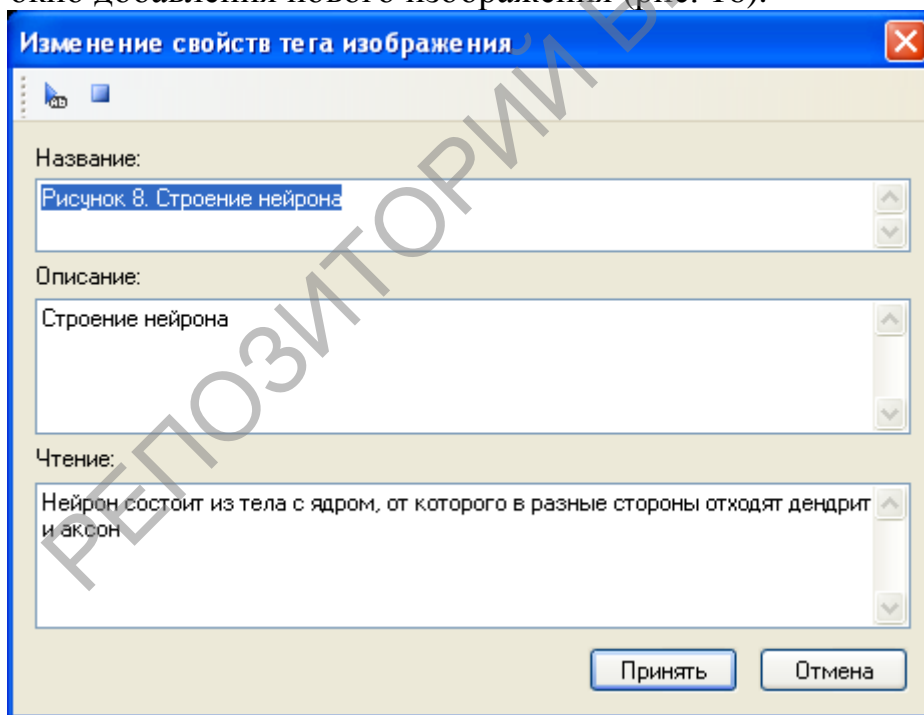 окно добавления нового изображения (рис. 16).
Изменение свойств тега изображения
Название:
Рисунок 8. Строение нейрона
Описание:
Строение нейрона
Чтение:
Нейрон состоит из тела с ядром, от которого в разные стороны отходят дендрит
и аксон
Принять
Отмена
РЕПОЗИТОРИЙ